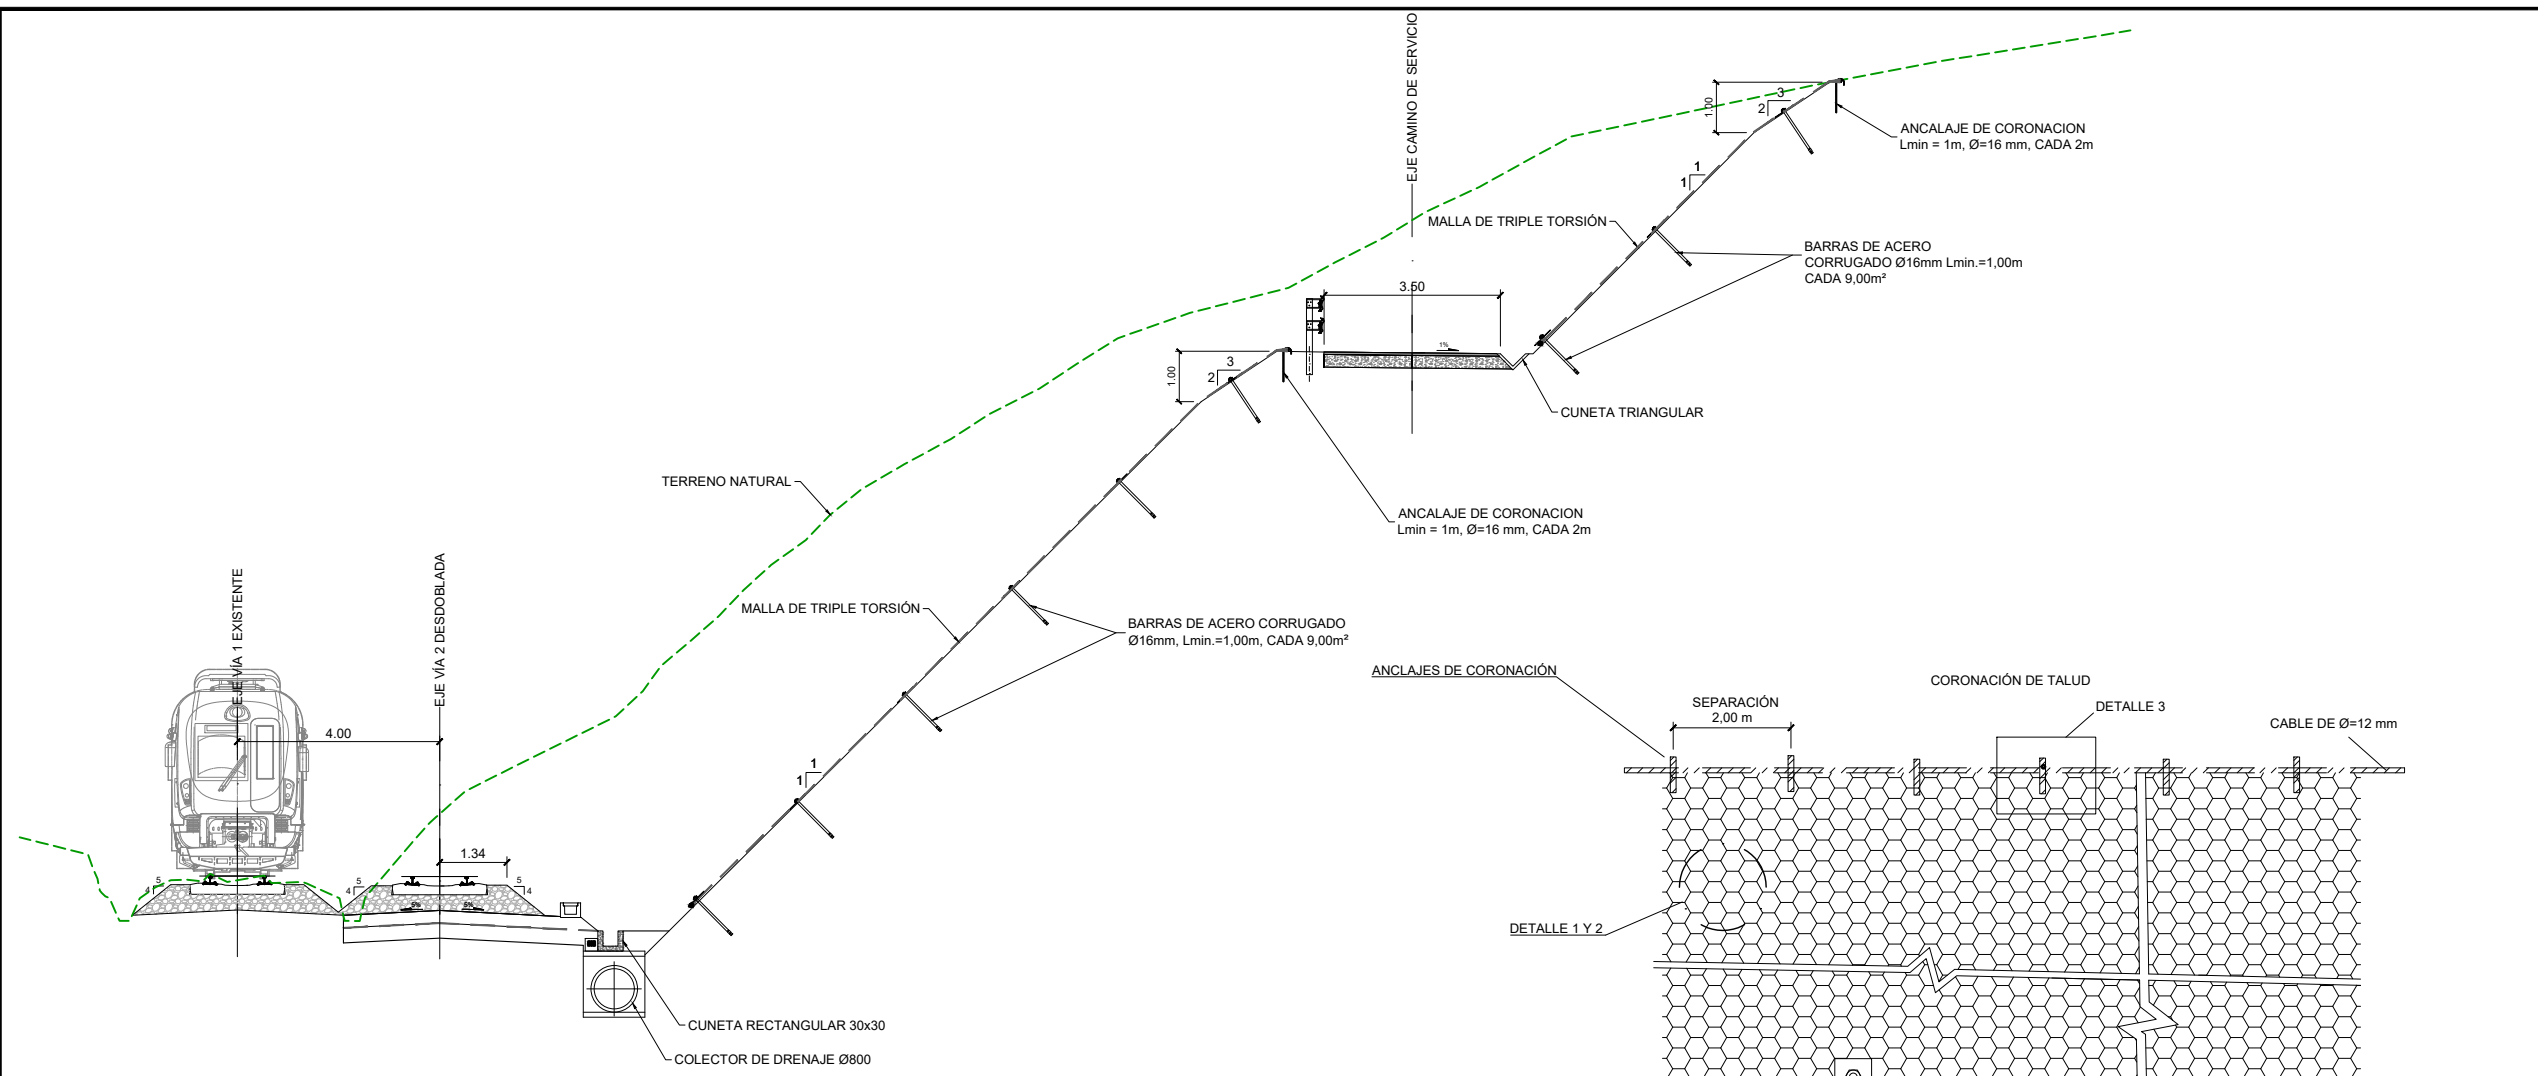 EJE CAMINO DE SERVICIO
1.00
3
2
ANCALAJE DE CORONACION
Lmin = 1m, Ø=16 mm, CADA 2m
1
1
MALLA DE TRIPLE TORSIÓN
BARRAS DE ACERO
CORRUGADO Ø16mm Lmin.=1,00m
CADA 9,00m²
3.50
1%
1.00
3
2
CUNETA TRIANGULAR
TERRENO NATURAL
ANCALAJE DE CORONACION
Lmin = 1m, Ø=16 mm, CADA 2m
EJE VÍA 1 EXISTENTE
EJE VÍA 2 DESDOBLADA
MALLA DE TRIPLE TORSIÓN
BARRAS DE ACERO CORRUGADO
Ø16mm, Lmin.=1,00m, CADA 9,00m²
4.00
1
1
1.34
5
4
5
4
5
4
5%
5%
CUNETA RECTANGULAR 30x30
COLECTOR DE DRENAJE Ø800
ANCLAJES DE CORONACIÓN
CORONACIÓN DE TALUD
SEPARACIÓN
2,00 m
DETALLE 3
CABLE DE Ø=12 mm
DETALLE 1 Y 2